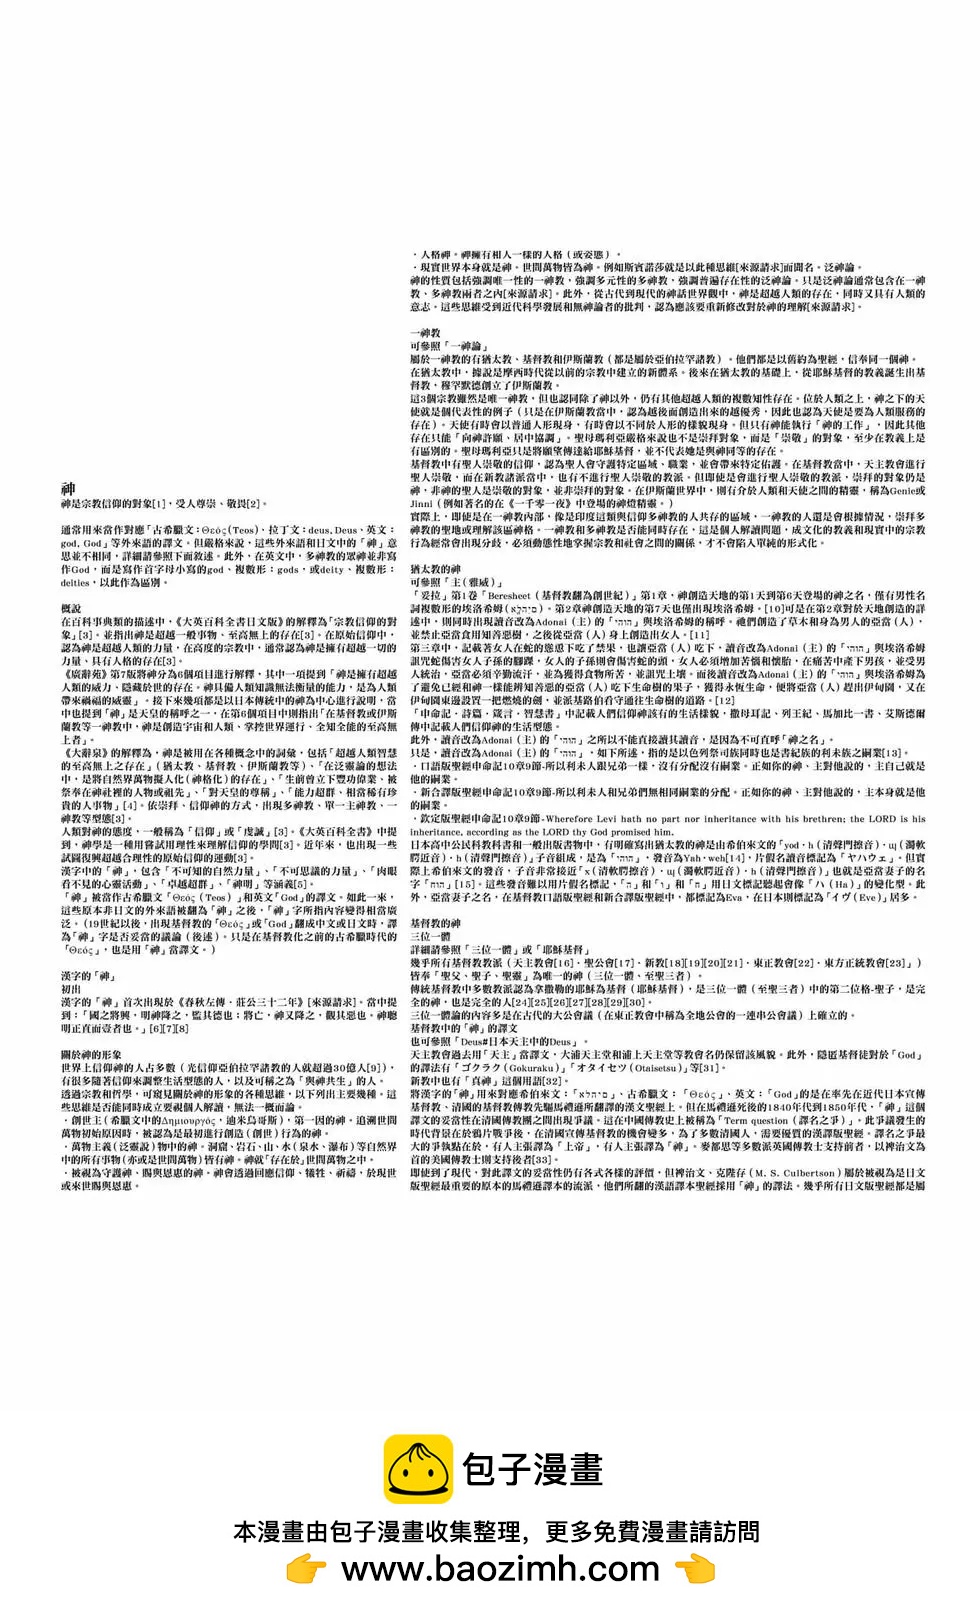 神
神是宗教信仰的對象[1]，受人尊崇、敬畏[2]。
通常用來當作對應「古希臘文：Θεός(Teos)，拉丁文：deus, Deus，英文：
god, God」等外來語的譯文。但嚴格來說，這些外來語和日文中的「神」意
思並不相同，詳細請參照下面敘述。此外，在英文中，多神教的眾神並非寫
作God，而是寫作首字母小寫的god、複數形：gods，或deity、複數形：
deities，以此作為區別。
概說
在百科事典類的描述中，《大英百科全書日文版》的解釋為「宗教信仰的對
象」[3]。並指出神是超越一般事物、至高無上的存在[3]。在原始信仰中，
認為神是超越人類的力量，在高度的宗教中，通常認為神是擁有超越一切的
力量、具有人格的存在[3]。
《廣辭苑》第7版將神分為6個項目進行解釋，其中一項提到「神是擁有超越
人類的威力、隱藏於世的存在。神具備人類知識無法衡量的能力，是為人類
帶來禍福的威靈」。接下來幾項都是以日本傳統中的神為中心進行說明，當
中也提到「神」是天皇的稱呼之一，在第6個項目中則指出「在基督教或伊斯
蘭教等一神教中，神是創造宇宙和人類、掌控世界運行、全知全能的至高無
上者」。
《大辭泉》的解釋為，神是被用在各種概念中的詞彙，包括「超越人類智慧
的至高無上之存在」(猶太教、基督教、伊斯蘭教等)、「在泛靈論的想法
中，是將自然界萬物擬人化(神格化)的存在」、「生前曾立下豐功偉業、被
祭奉在神社裡的人物或祖先」、「對天皇的尊稱」、「能力超群、相當稀有珍
貴的人事物」[4]。依崇拜、信仰神的方式，出現多神教、單一主神教、一
神教等型態[3]。
人類對神的態度，一般稱為「信仰」或「虔誠」[3]。《大英百科全書》中提
到，神學是一種用嘗試用理性來理解信仰的學問[3]。近年來，也出現一些
試圖復興超越合理性的原始信仰的運動[3]。
漢字中的「神」，包含「不可知的自然力量」、「不可思議的力量」、「肉眼
看不見的心靈活動」、「卓越超群」、「神明」等涵義[5]。
「神」被當作古希臘文「Θεός (Teos)」和英文「God」的譯文。如此一來，
這些原本非日文的外來語被翻為「神」之後，「神」字所指內容變得相當廣
泛。(19世紀以後，出現基督教的「Θεός」或「God」翻成中文或日文時，譯
為「神」字是否妥當的議論（後述）。只是在基督教化之前的古希臘時代的
「Θεός」，也是用「神」當譯文。)
漢字的「神」
初出
漢字的「神」首次出現於《春秋左傳．莊公三十二年》[來源請求]。當中提
到：「國之將興，明神降之，監其德也；將亡，神又降之，觀其惡也。神聰
明正直而壹者也。」[6][7][8]
關於神的形象
世界上信仰神的人占多數（光信仰亞伯拉罕諸教的人就超過30億人[9]），
有很多隨著信仰來調整生活型態的人，以及可稱之為「與神共生」的人。
透過宗教和哲學，可窺見關於神的形象的各種思維，以下列出主要幾種。這
些思維是否能同時成立要視個人解讀，無法一概而論。
．創世主(希臘文中的Δημιουργός，迪米烏哥斯)，第一因的神。追溯世間
萬物初始原因時，被認為是最初進行創造(創世)行為的神。
．萬物主義(泛靈說)物中的神。洞窟、岩石、山、水(泉水、瀑布)等自然界
中的所有事物(亦或是世間萬物)皆有神。神就「存在於」世間萬物之中。
．被視為守護神、賜與恩惠的神。神會透過回應信仰、犧牲、祈禱，於現世
或來世賜與恩惠。
．人格神。神擁有和人一樣的人格（或姿態）。
．現實世界本身就是神。世間萬物皆為神。例如斯賓諾莎就是以此種思維[來源請求]而聞名。泛神論。
神的性質包括強調唯一性的一神教，強調多元性的多神教，強調普遍存在性的泛神論。只是泛神論通常包含在一神
教、多神教兩者之內[來源請求]。此外，從古代到現代的神話世界觀中，神是超越人類的存在，同時又具有人類的
意志。這些思維受到近代科學發展和無神論者的批判，認為應該要重新修改對於神的理解[來源請求]。
一神教
可參照「一神論」
屬於一神教的有猶太教、基督教和伊斯蘭教（都是屬於亞伯拉罕諸教）。他們都是以舊約為聖經，信奉同一個神。
在猶太教中，據說是摩西時代從以前的宗教中建立的新體系。後來在猶太教的基礎上，從耶穌基督的教義誕生出基
督教，穆罕默德創立了伊斯蘭教。
這3個宗教雖然是唯一神教，但也認同除了神以外，仍有其他超越人類的複數知性存在。位於人類之上，神之下的天
使就是個代表性的例子（只是在伊斯蘭教當中，認為越後面創造出來的越優秀，因此也認為天使是要為人類服務的
存在）。天使有時會以普通人形現身，有時會以不同於人形的樣貌現身。但只有神能執行「神的工作」，因此其他
存在只能「向神許願、居中協調」。聖母瑪利亞嚴格來說也不是崇拜對象，而是「崇敬」的對象，至少在教義上是
有區別的。聖母瑪利亞只是將願望傳達給耶穌基督，並不代表她是與神同等的存在。
基督教中有聖人崇敬的信仰，認為聖人會守護特定區域、職業，並會帶來特定佑護。在基督教當中，天主教會進行
聖人崇敬，而在新教諸派當中，也有不進行聖人崇敬的教派。但即使是會進行聖人崇敬的教派，崇拜的對象仍是
神，非神的聖人是崇敬的對象，並非崇拜的對象。在伊斯蘭世界中，則有介於人類和天使之間的精靈，稱為Genie或
Jinni（例如著名的在《一千零一夜》中登場的神燈精靈。）
實際上，即使是在一神教內部，像是印度這類與信仰多神教的人共存的區域，一神教的人還是會根據情況，崇拜多
神教的聖地或理解該區神格。一神教和多神教是否能同時存在，這是個人解讀問題，成文化的教義和現實中的宗教
行為經常會出現分歧，必須動態性地掌握宗教和社會之間的關係，才不會陷入單純的形式化。
猶太教的神
可參照「主(雅威)」
「妥拉」第1卷「Beresheet（基督教翻為創世紀）」第1章，神創造天地的第1天到第6天登場的神之名，僅有男性名
詞複數形的埃洛希姆(אֱלֹהִים)。第2章神創造天地的第7天也僅出現埃洛希姆。[10]可是在第2章對於天地創造的詳
述中，則同時出現讀音改為Adonai（主）的「יהוה」與埃洛希姆的稱呼。祂們創造了草木和身為男人的亞當（人），
並禁止亞當食用知善惡樹，之後從亞當（人）身上創造出女人。[11]
第三章中，記載著女人在蛇的慫恿下吃了禁果，也讓亞當（人）吃下，讀音改為Adonai（主）的「יהוה」與埃洛希姆
詛咒蛇傷害女人子孫的腳踝，女人的子孫則會傷害蛇的頭，女人必須增加苦惱和懷胎，在痛苦中產下男孩，並受男
人統治，亞當必須辛勤流汗，並為獲得食物所苦，並詛咒土壤。而後讀音改為Adonai（主）的「יהוה」與埃洛希姆為
了避免已經和神一樣能辨知善惡的亞當（人）吃下生命樹的果子，獲得永恆生命，便將亞當（人）趕出伊甸園，又在
伊甸園東邊設置一把燃燒的劍，並派基路伯看守通往生命樹的道路。[12]
「申命記．詩篇．箴言．智慧書」中記載人們信仰神該有的生活樣貌，撒母耳記、列王紀、馬加比一書、艾斯德爾
傳中記載人們信仰神的生活型態。
此外，讀音改為Adonai（主）的「יהוה」之所以不能直接讀其讀音，是因為不可直呼「神之名」。
只是，讀音改為Adonai（主）的「יהוה」，如下所述，指的是以色列祭司族同時也是書紀族的利未族之嗣業[13]。
．口語版聖經申命記10章9節-所以利未人跟兄弟一樣，沒有分配沒有嗣業。正如你的神、主對他說的，主自己就是
他的嗣業。
．新合譯版聖經申命記10章9節-所以利未人和兄弟們無相同嗣業的分配。正如你的神、主對他說的，主本身就是他
的嗣業。
．欽定版聖經申命記10章9節-Wherefore Levi hath no part nor inheritance with his brethren; the LORD is his
inheritance, according as the LORD thy God promised him.
日本高中公民科教科書和一般出版書物中，有明確寫出猶太教的神是由希伯來文的「yod．h（清聲門擦音）．ɰ（濁軟
腭近音）．h（清聲門擦音）」子音組成，是為「יהוה」，發音為Yah・weh[14]，片假名讀音標記為「ヤハウェ」。但實
際上希伯來文的發音，子音非常接近「x（清軟腭擦音）．ɰ（濁軟腭近音）．h（清聲門擦音）」也就是亞當妻子的名
字「חוה」[15]。這些發音難以用片假名標記，「ה」和「ו」和「ח」用日文標記聽起會像「ハ（Ha）」的變化型。此
外，亞當妻子之名，在基督教口語版聖經和新合譯版聖經中，都標記為Eva，在日本則標記為「イヴ(Eve)」居多。
基督教的神
三位一體
詳細請參照「三位一體」或「耶穌基督」
幾乎所有基督教教派（天主教會[16]．聖公會[17]．新教[18][19][20][21]．東正教會[22]．東方正統教會[23]」）
皆奉「聖父、聖子、聖靈」為唯一的神（三位一體、至聖三者）。
傳統基督教中多數教派認為拿撒勒的耶穌為基督（耶穌基督），是三位一體（至聖三者）中的第二位格-聖子，是完
全的神，也是完全的人[24][25][26][27][28][29][30]。
三位一體論的內容多是在古代的大公會議（在東正教會中稱為全地公會的一連串公會議）上確立的。
基督教中的「神」的譯文
也可參照「Deus#日本天主中的Deus」。
天主教會過去用「天主」當譯文，大浦天主堂和浦上天主堂等教會名仍保留該風貌。此外，隱匿基督徒對於「God」
的譯法有「ゴクラク(Gokuraku)」「オタイセツ(Otaisetsu)」等[31]。
新教中也有「真神」這個用語[32]。
將漢字的「神」用來對應希伯來文：「אלהים」，古希臘文：「Θεός」，英文：「God」的是在率先在近代日本宣傳
基督教、清國的基督教傳教先驅馬禮遜所翻譯的漢文聖經上。但在馬禮遜死後的1840年代到1850年代，「神」這個
譯文的妥當性在清國傳教團之間出現爭議。這在中國傳教史上被稱為「Term question（譯名之爭）」。此爭議發生的
時代背景在於鴉片戰爭後，在清國宣傳基督教的機會變多，為了多數清國人，需要優質的漢譯版聖經。譯名之爭最
大的爭執點在於，有人主張譯為「上帝」，有人主張譯為「神」。麥都思等多數派英國傳教士支持前者，以裨治文為
首的美國傳教士則支持後者[33]。
即使到了現代，對此譯文的妥當性仍有各式各樣的評價，但裨治文、克陛存(M. S. Culbertson)屬於被視為是日文
版聖經最重要的原本的馬禮遜譯本的流派，他們所翻的漢語譯本聖經採用「神」的譯法。幾乎所有日文版聖經都是屬
包子漫畫
本漫畫由包子漫畫收集整理，更多免費漫畫請訪問
www.baozimh.com